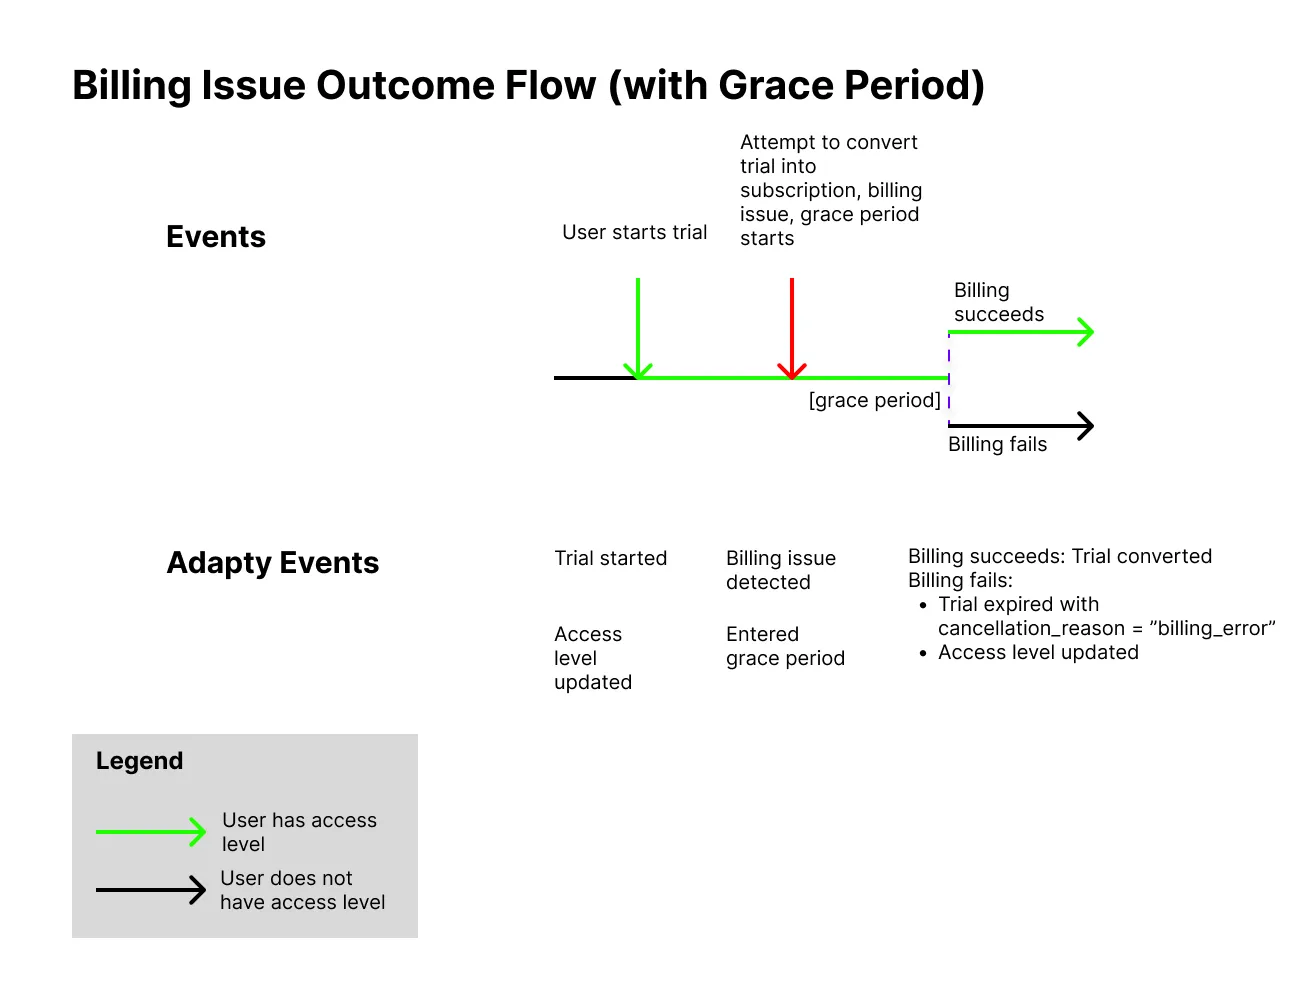 Billing Issue Outcome Flow (with Grace Period)
Attempt to convert
trial into
subscription, billing
issue, grace period
starts
User starts trial
Events
Billing
succeeds
[grace period]
Billing fails
Adapty Events
Trial started
Access
level
updated
Billing issue
detected
Entered
grace period
Billing succeeds: Trial converted
Billing fails:
• Trial expired with
cancellation_reason = ”billing_error”
• Access level updated
Legend
User has access
level
User does not
have access level